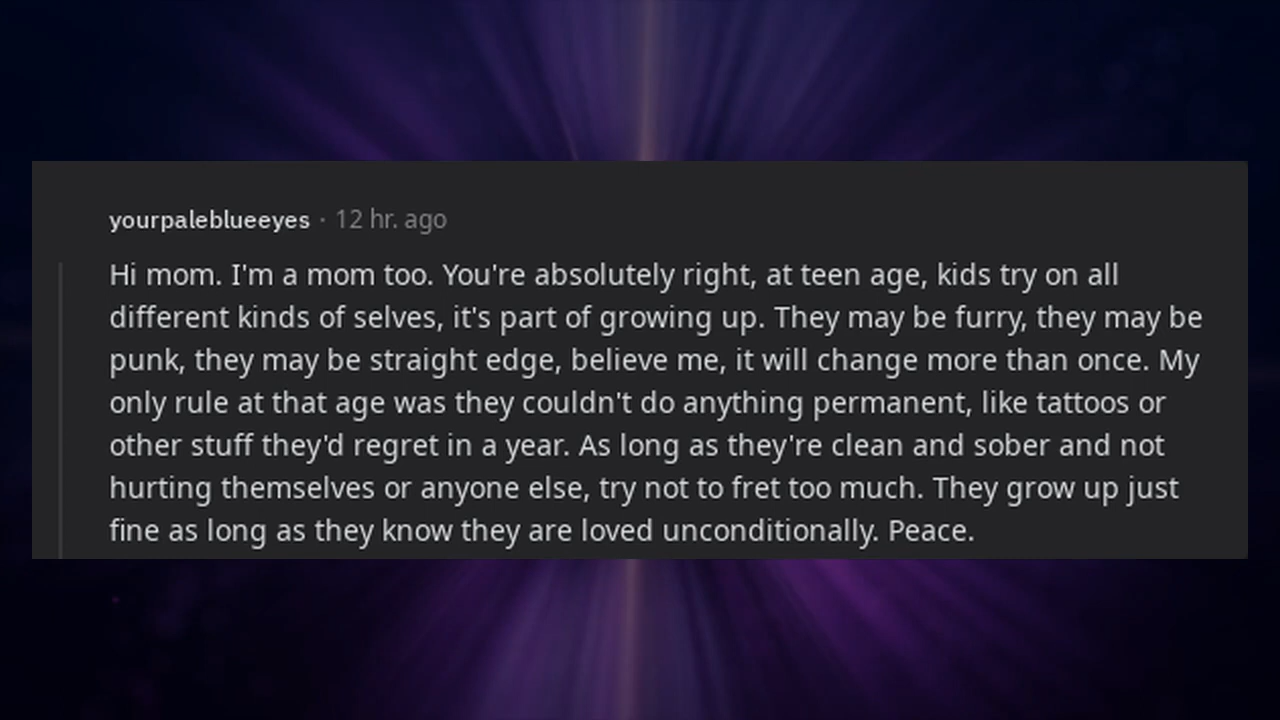 yourpaleblueeyes · 12 hr. ago
Hi mom. I'm a mom too. You're absolutely right, at teen age, kids try on all
different kinds of selves, it's part of growing up. They may be furry, they may be
punk, they may be straight edge, believe me, it will change more than once. My
only rule at that age was they couldn't do anything permanent, like tattoos or
other stuff they'd regret in a year. As long as they're clean and sober and not
hurting themselves or anyone else, try not to fret too much. They grow up just
fine as long as they know they are loved unconditionally. Peace.